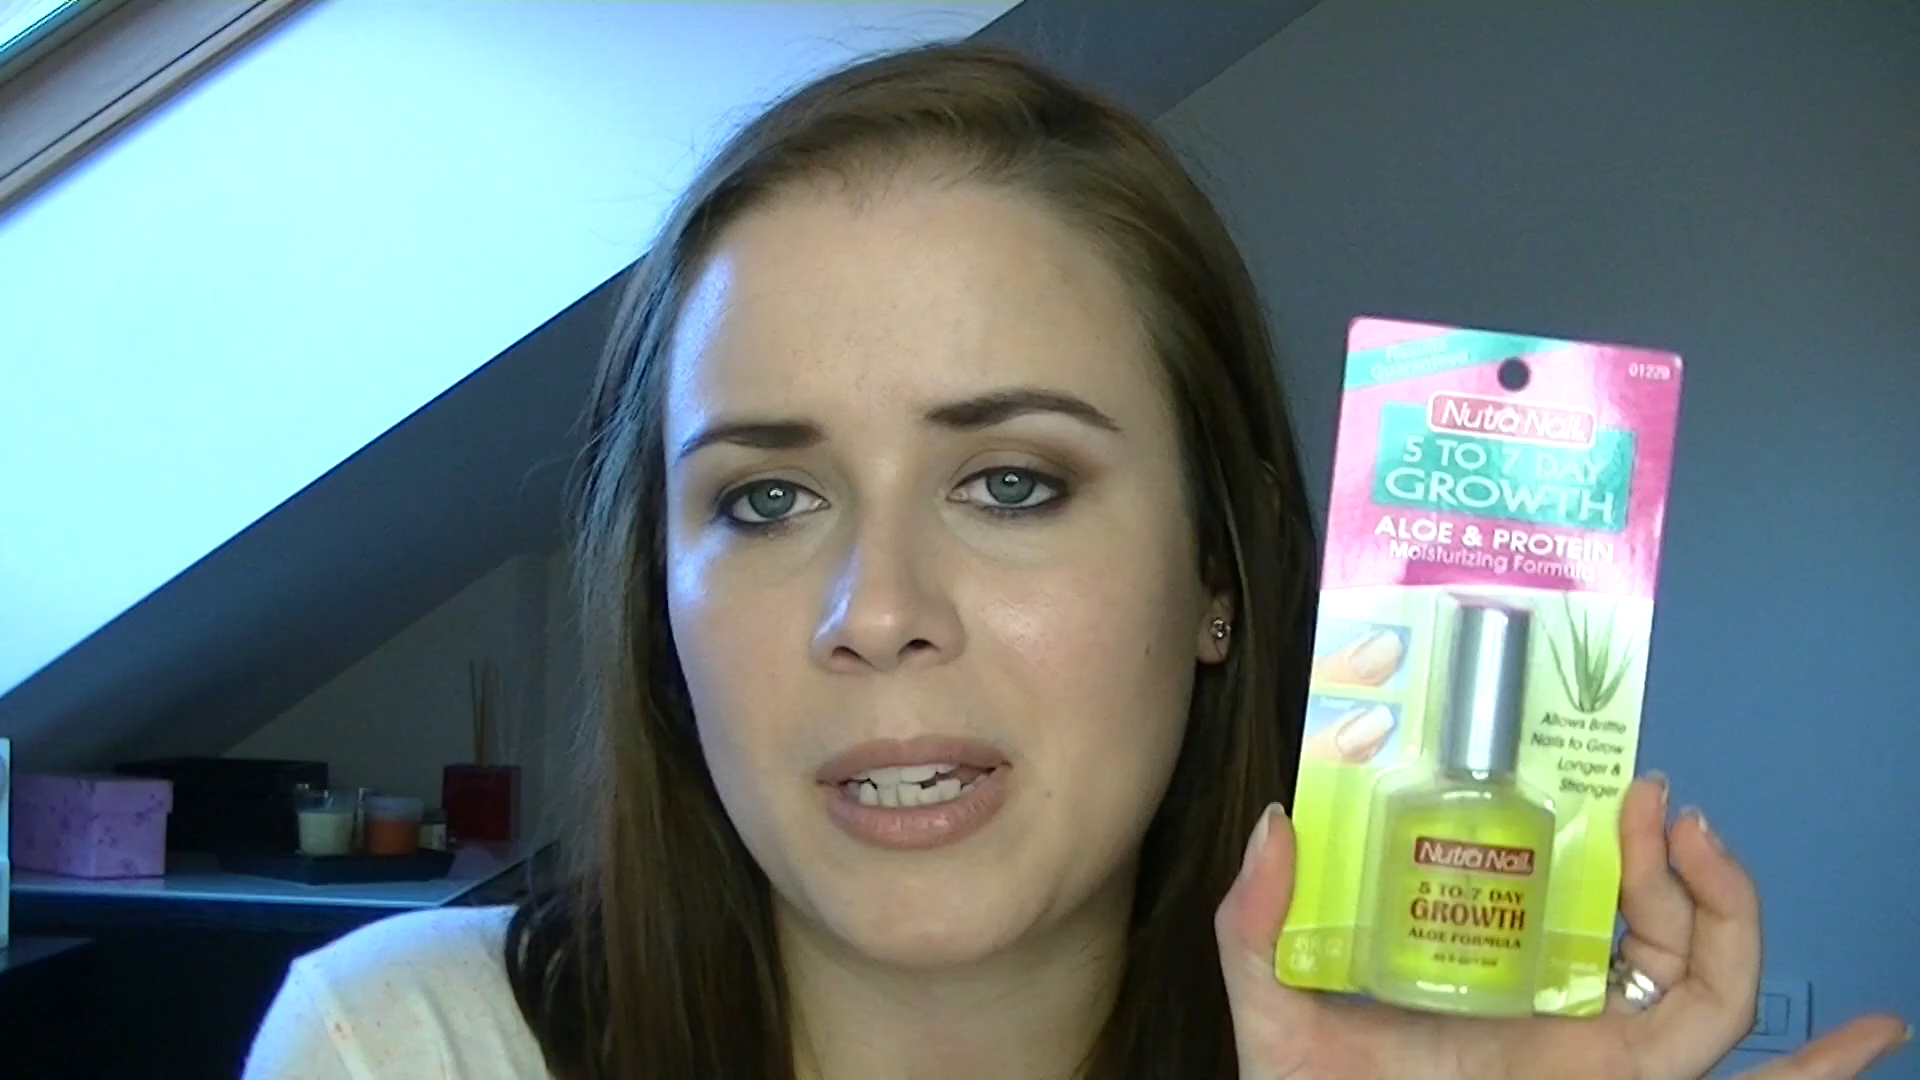 Results
Guaranteed
01229
Nutra Nail
5 TO 7 DAY
GROWTH
ALOE & PROTEIN
Moisturizing Formula
Allows Brittle
Nails to Grow
Longer &
Stronger
Nutra Nail
5 TO 7 DAY
GROWTH
ALOE FORMULA